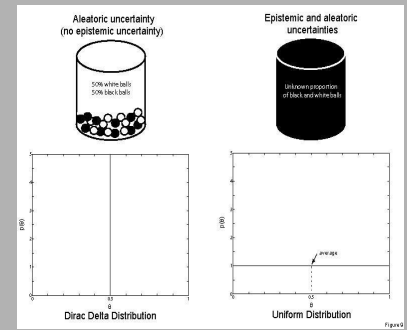 Aleatoric uncertainty
(no epistemic uncertainty)
Epistemic and aleatoric
uncertainties
50% white balls
50% black balls
Unknown proportion
of black and white balls
5
4
3
2
1
0
p(θ)
0
0.5
1
θ
Dirac Delta Distribution
5
4
3
2
1
0
p(θ)
average
0
0.5
1
θ
Uniform Distribution